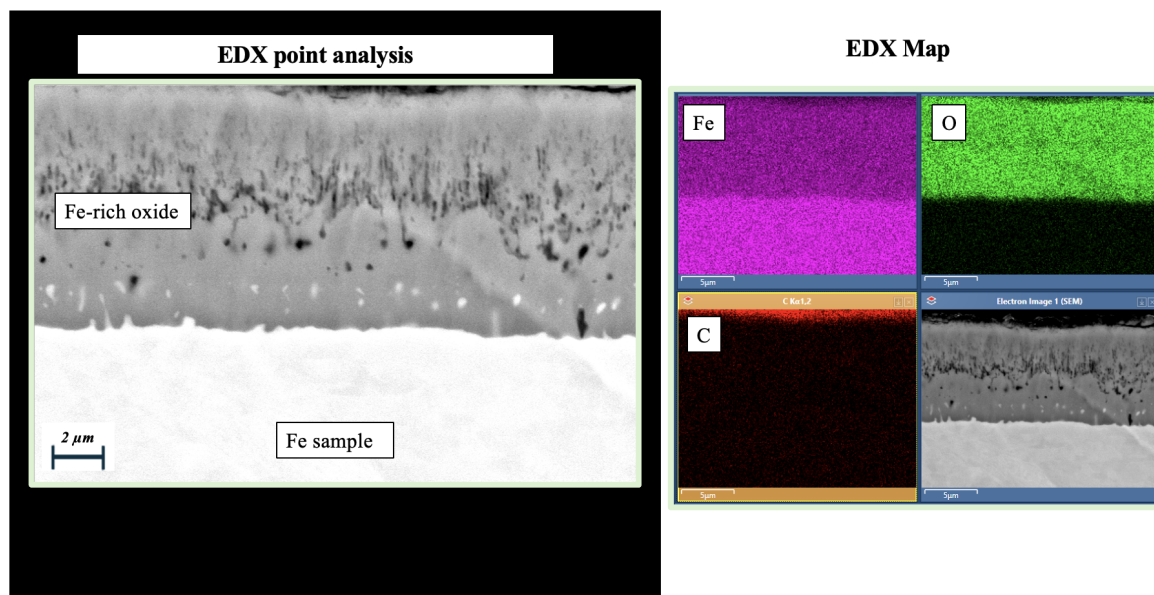 EDX point analysis
EDX Map
Fe-rich oxide
Fe sample
2 μm
Fe
O
5μm
5μm
C Kα1,2
Electron Image 1 (SEM)
C
5μm
5μm